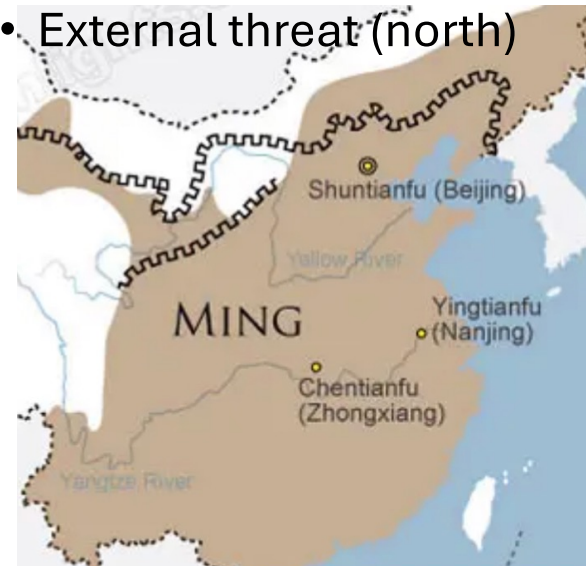 • External threat (north)
Shuntianfu (Beijing)
Yellow River
MING
Yingtianfu
(Nanjing)
Chentianfu
(Zhongxiang)
Yangtze River